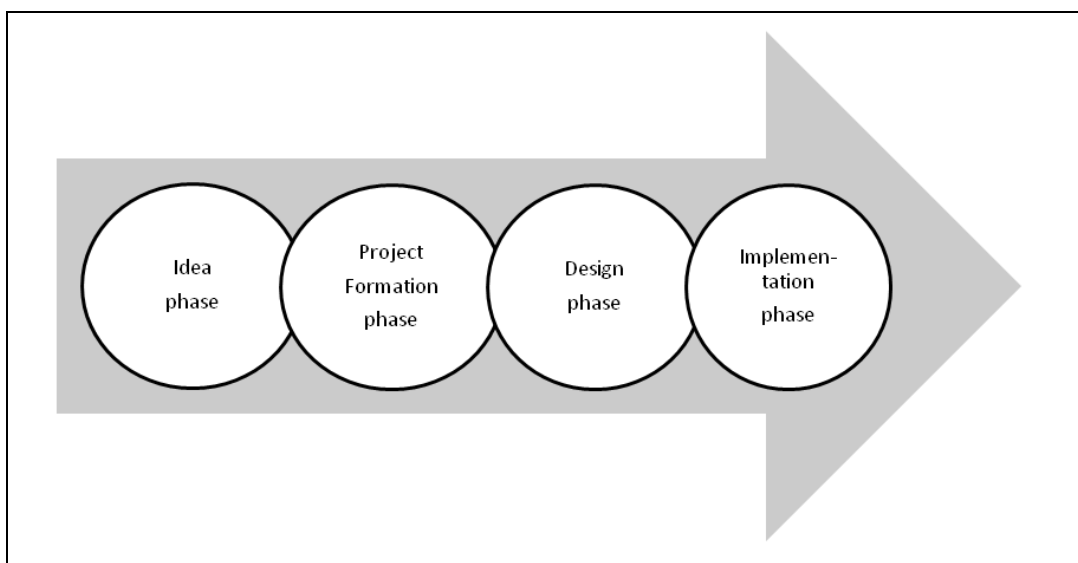 Idea
phase
Project
Formation
phase
Design
phase
Implemen-
tation
phase